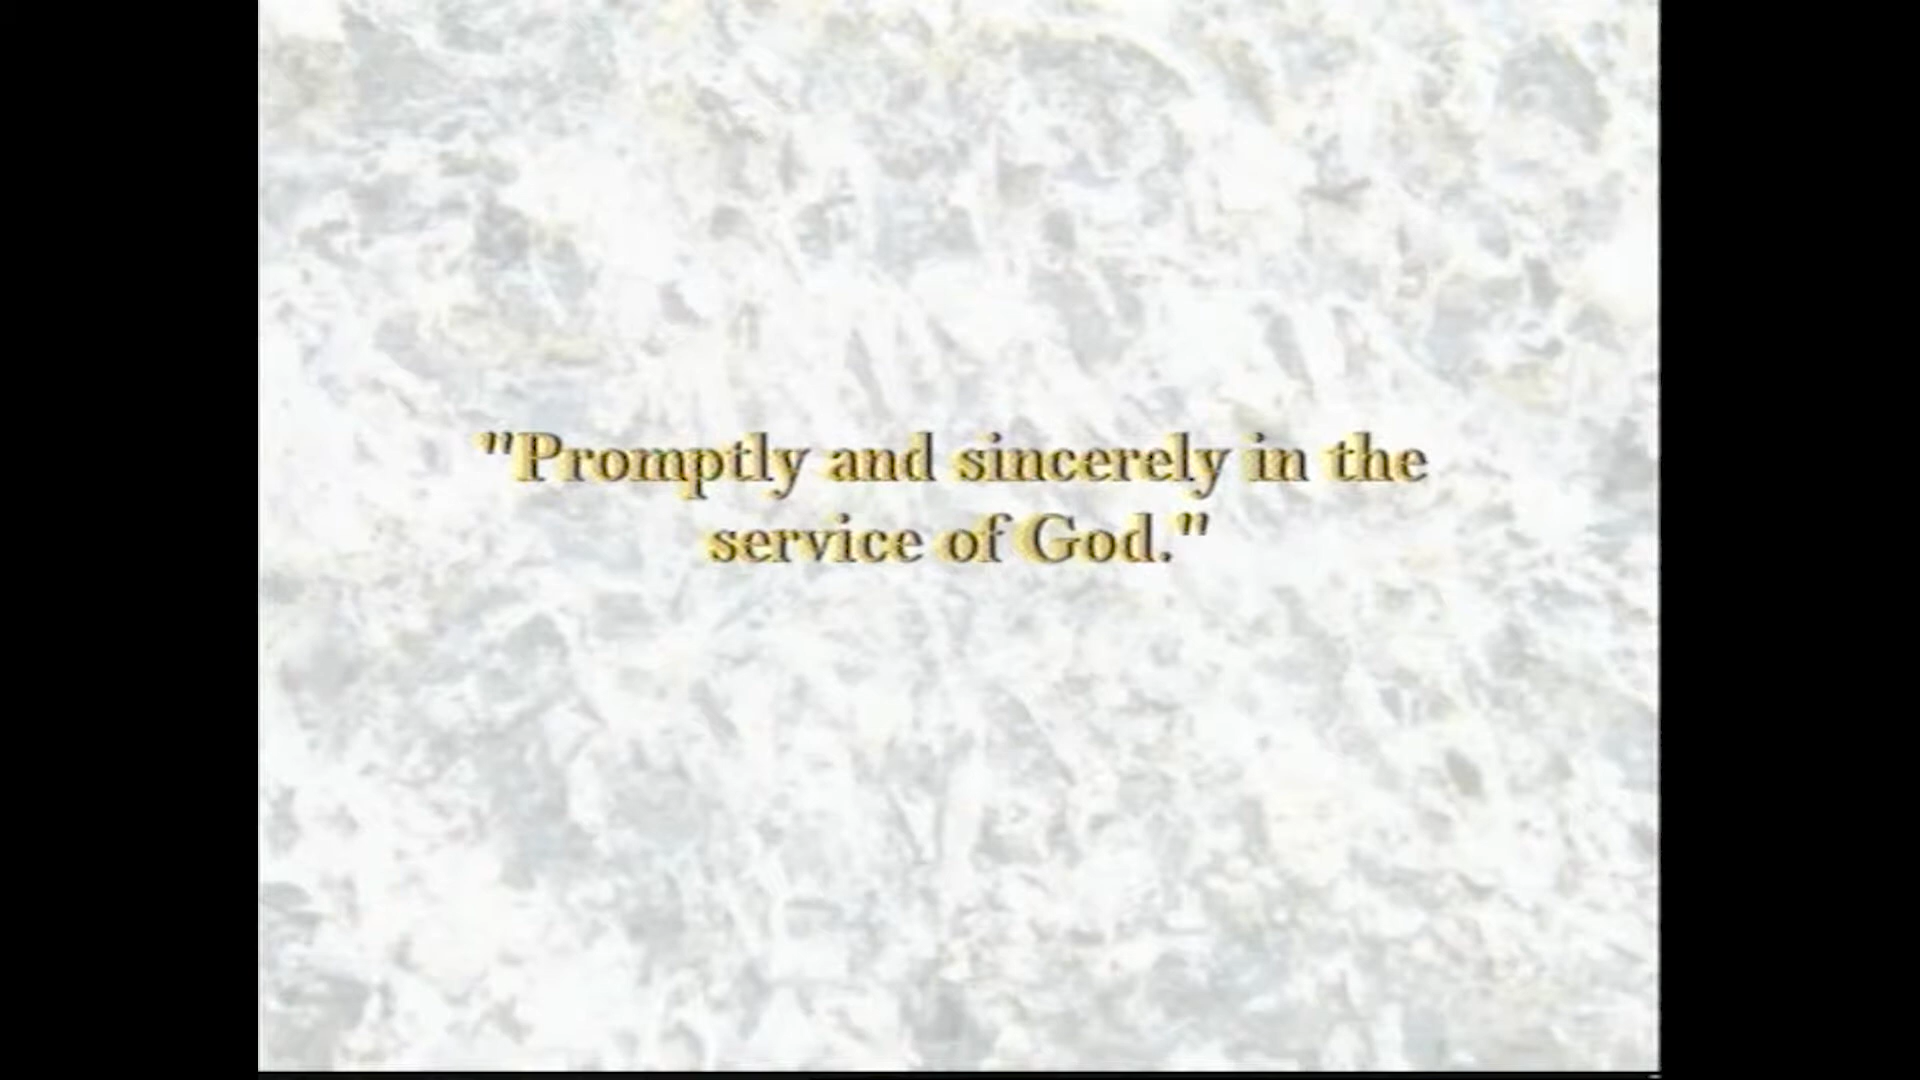 "Promptly and sincerely in the
service of God."